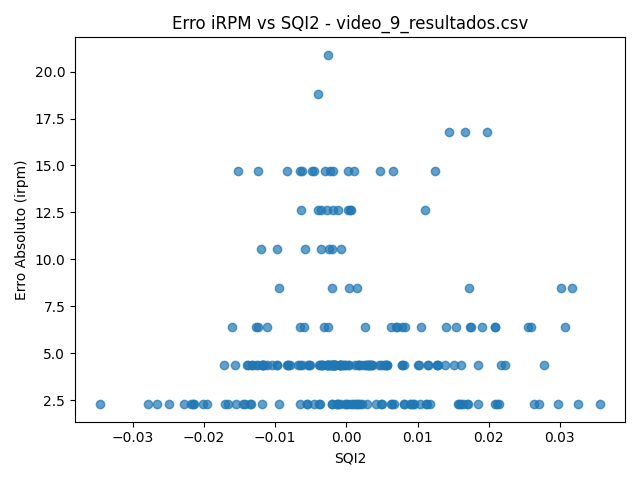 Erro iRPM vs SQI2 - video_9_resultados.csv
Erro Absoluto (irpm)
20.0
17.5
15.0
12.5
10.0
7.5
5.0
2.5
−0.03 −0.02 −0.01 0.00 0.01 0.02 0.03
SQI2